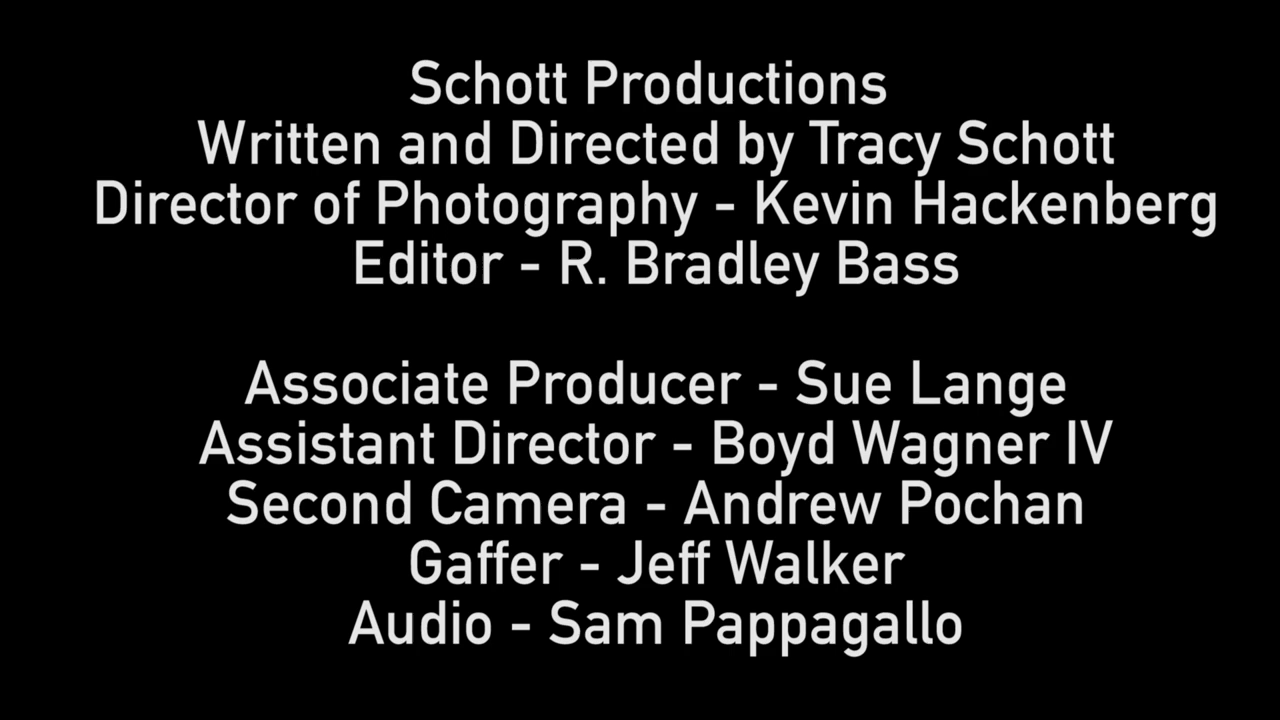 Schott Productions
Written and Directed by Tracy Schott
Director of Photography - Kevin Hackenberg
Editor - R. Bradley Bass
Associate Producer - Sue Lange
Assistant Director - Boyd Wagner IV
Second Camera - Andrew Pochan
Gaffer - Jeff Walker
Audio - Sam Pappagallo